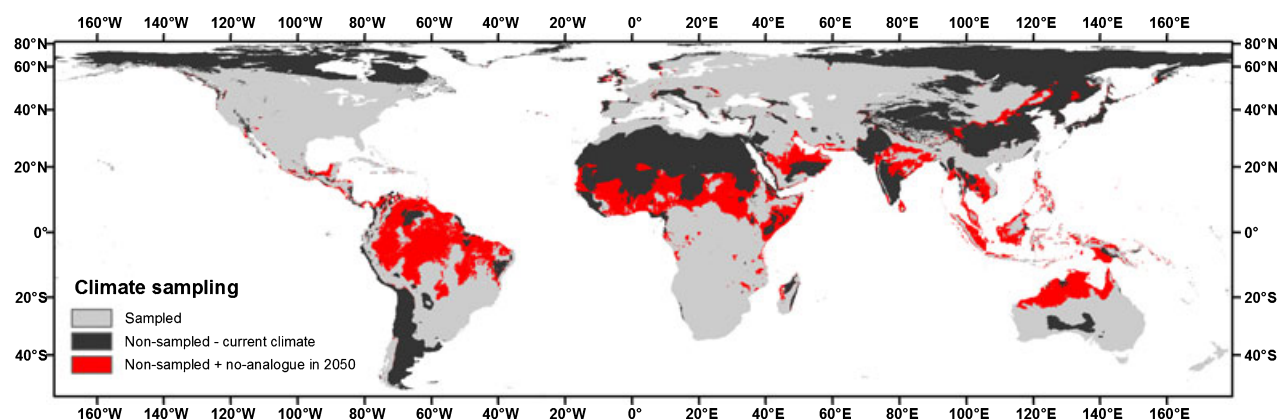 160°W 140°W 120°W 100°W 80°W 60°W 40°W 20°W 0° 20°E 40°E 60°E 80°E 100°E 120°E 140°E 160°E
80°N 80°N
60°N 60°N
40°N 40°N
20°N 20°N
0° 0°
Climate sampling
20°S 20°S
Sampled
Non-sampled - current climate
40°S 40°S
Non-sampled + no-analogue in 2050
160°W 140°W 120°W 100°W 80°W 60°W 40°W 20°W 0° 20°E 40°E 60°E 80°E 100°E 120°E 140°E 160°E